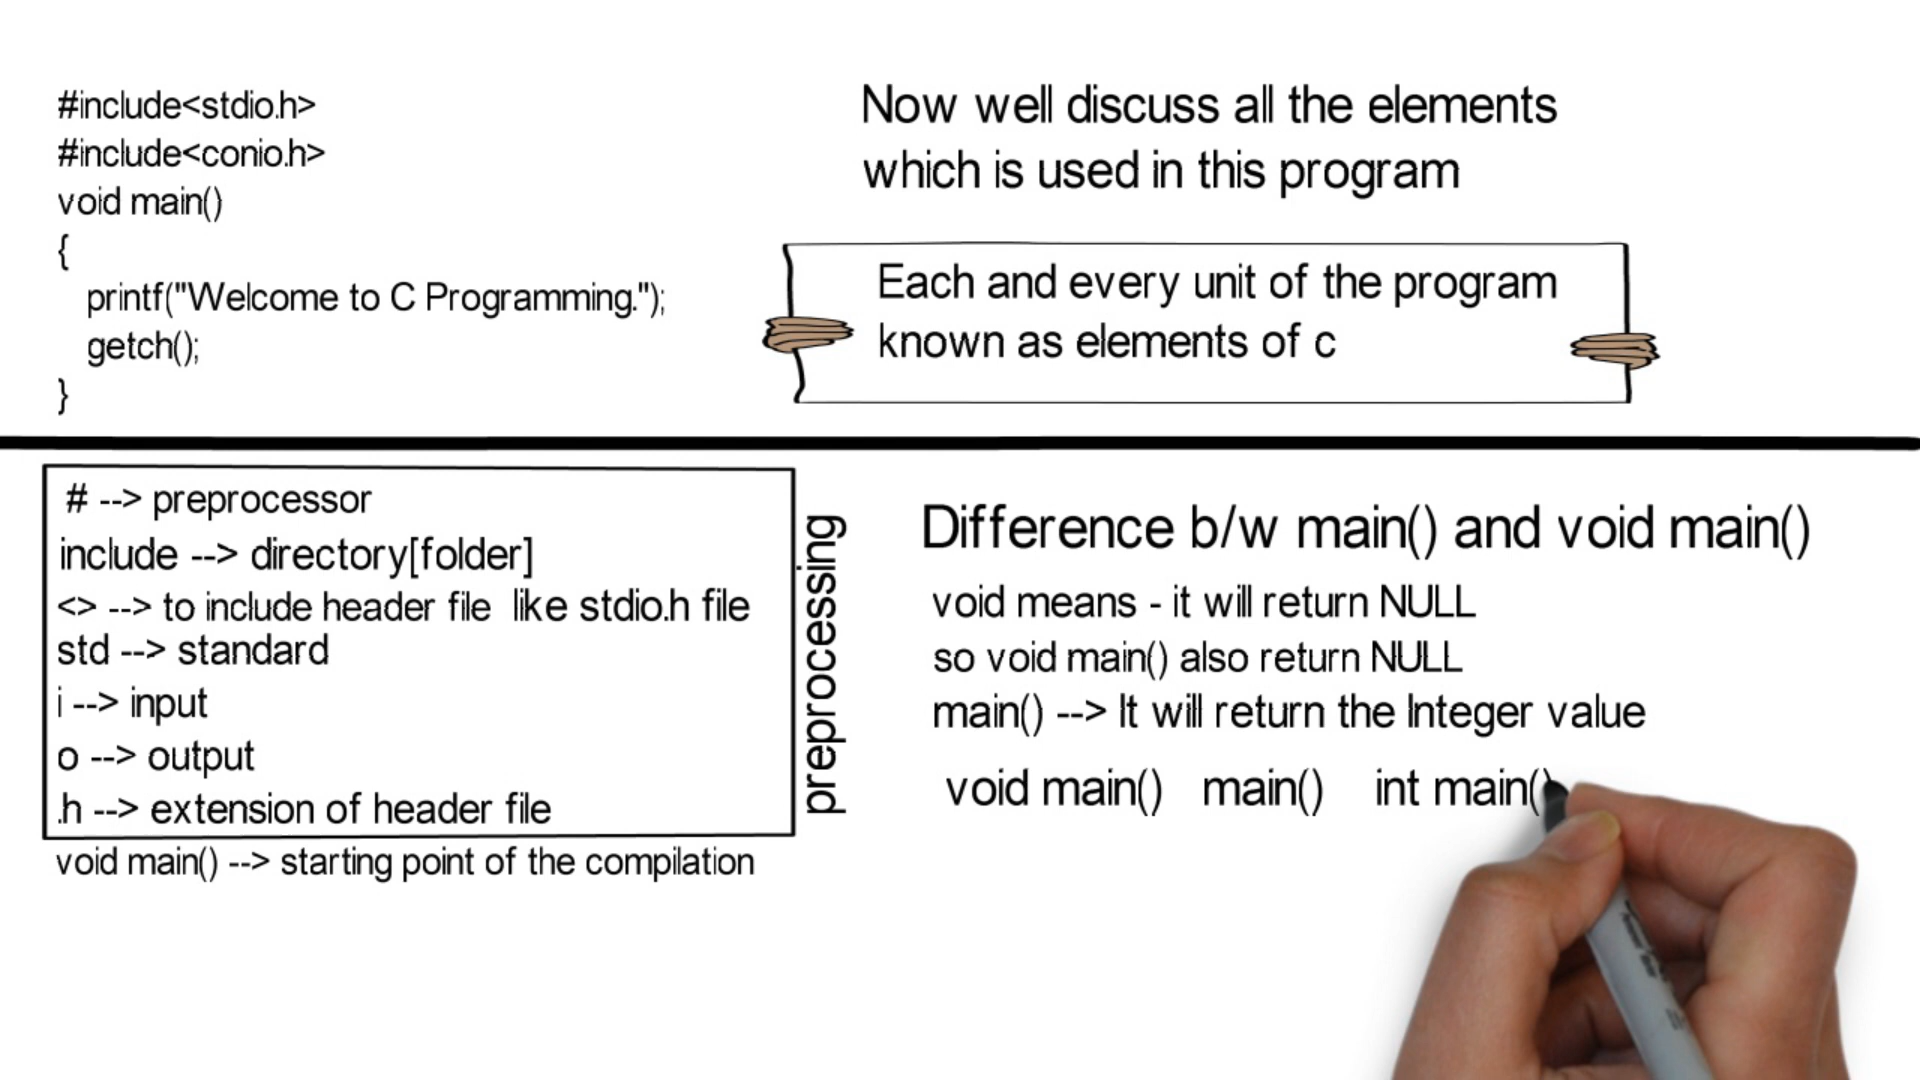 #include<stdio.h>
#include<conio.h>
void main()
{
printf("Welcome to C Programming.");
getch();
}
Now well discuss all the elements
which is used in this program
Each and every unit of the program
known as elements of c
# --> preprocessor
include --> directory[folder]
<> --> to include header file like stdio.h file
std --> standard
i --> input
o --> output
.h --> extension of header file
preprocessing
void main() --> starting point of the compilation
Difference b/w main() and void main()
void means - it will return NULL
so void main() also return NULL
main() --> It will return the Integer value
void main() main() int main()